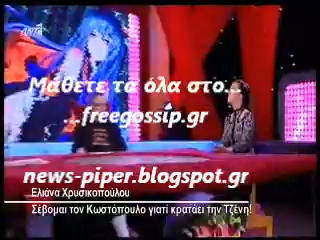 ΑΝΤ1
Μάθετε τα όλα στο...
...freegossip.gr
news-piper.blogspot.gr
Ελιάνα Χρυσικοπούλου
Σέβομαι τον Κωστόπουλο γιατί κρατάει την Τζένη!